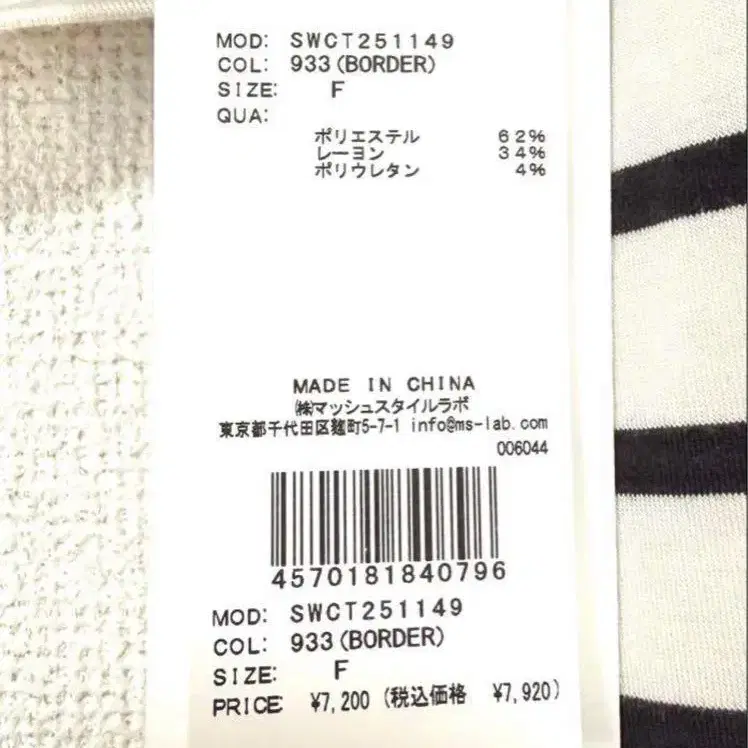 MOD: SWCT251149
COL: 933(BORDER)
SIZE: F
QUA:
ポリエステル 62%
レーヨン 34%
ポリウレタン 4%
MADE IN CHINA
㈱マッシュスタイルラボ
東京都千代田区麹町5-7-1 info@ms-lab.com
006044
4570181840796
MOD: SWCT251149
COL: 933(BORDER)
SIZE: F
PRICE ¥7,200 (税込価格 ¥7,920)